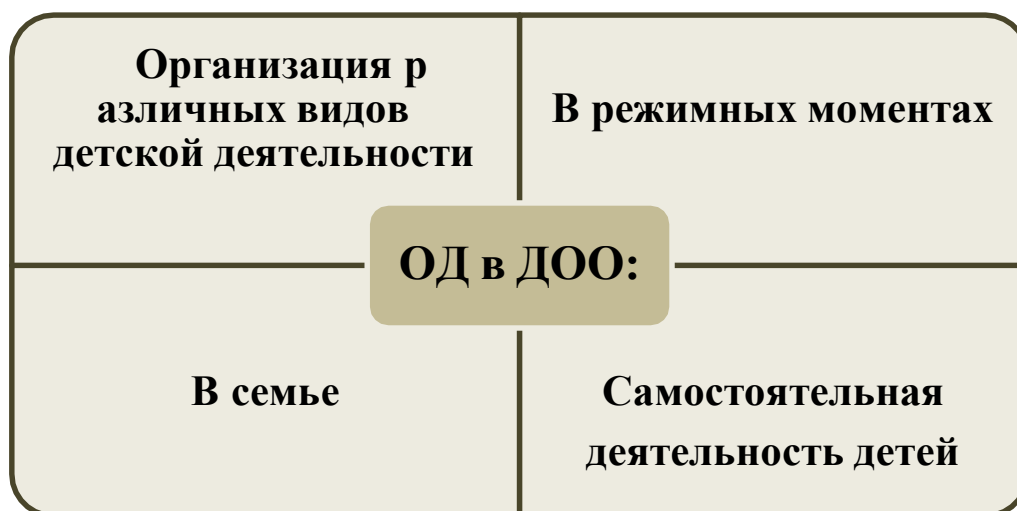 Организация р
азличных видов
детской деятельности
В режимных моментах
ОД в ДОО:
В семье
Самостоятельная
деятельность детей